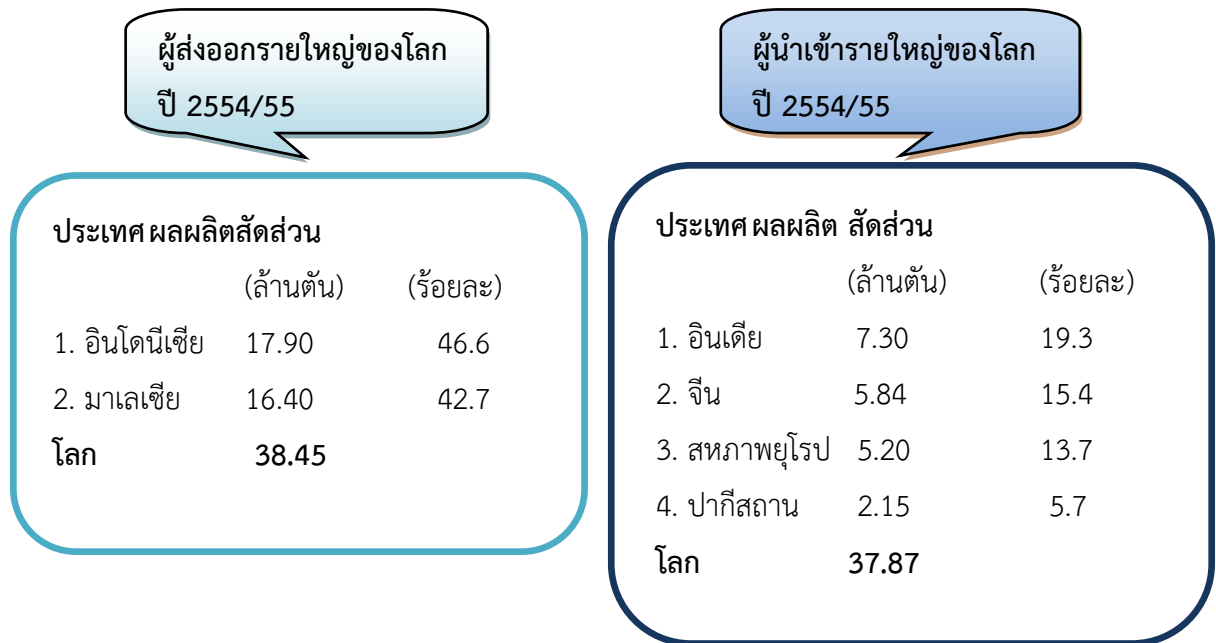 ผู้ส่งออกรายใหญ่ของโลก
ปี 2554/55
ประเทศ ผลผลิตสัดส่วน
(ล้านตัน) (ร้อยละ)
1. อินโดนีเซีย 17.90 46.6
2. มาเลเซีย 16.40 42.7
โลก 38.45
ผู้นำเข้ารายใหญ่ของโลก
ปี 2554/55
ประเทศ ผลผลิต สัดส่วน
(ล้านตัน) (ร้อยละ)
1. อินเดีย 7.30 19.3
2. จีน 5.84 15.4
3. สหภาพยุโรป 5.20 13.7
4. ปากีสถาน 2.15 5.7
โลก 37.87